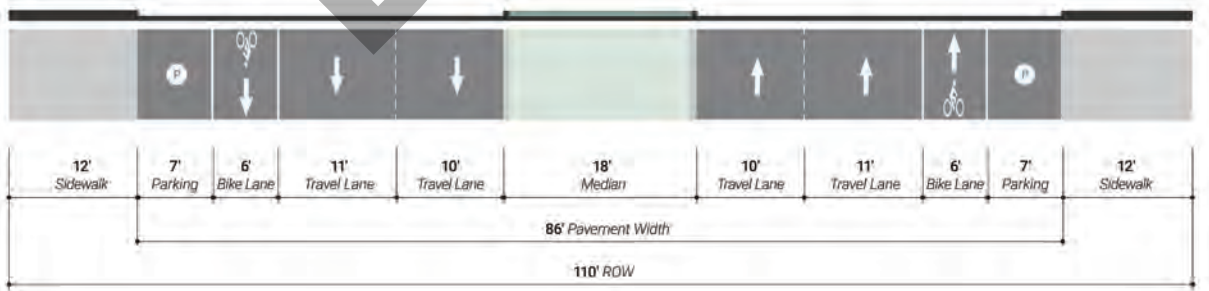 P P
12' 7' 6' 11' 10' 18' 10' 11' 6' 7' 12'
Sidewalk Parking Bike Lane Travel Lane Travel Lane Median Travel Lane Travel Lane Bike Lane Parking Sidewalk
86' Pavement Width
110' ROW